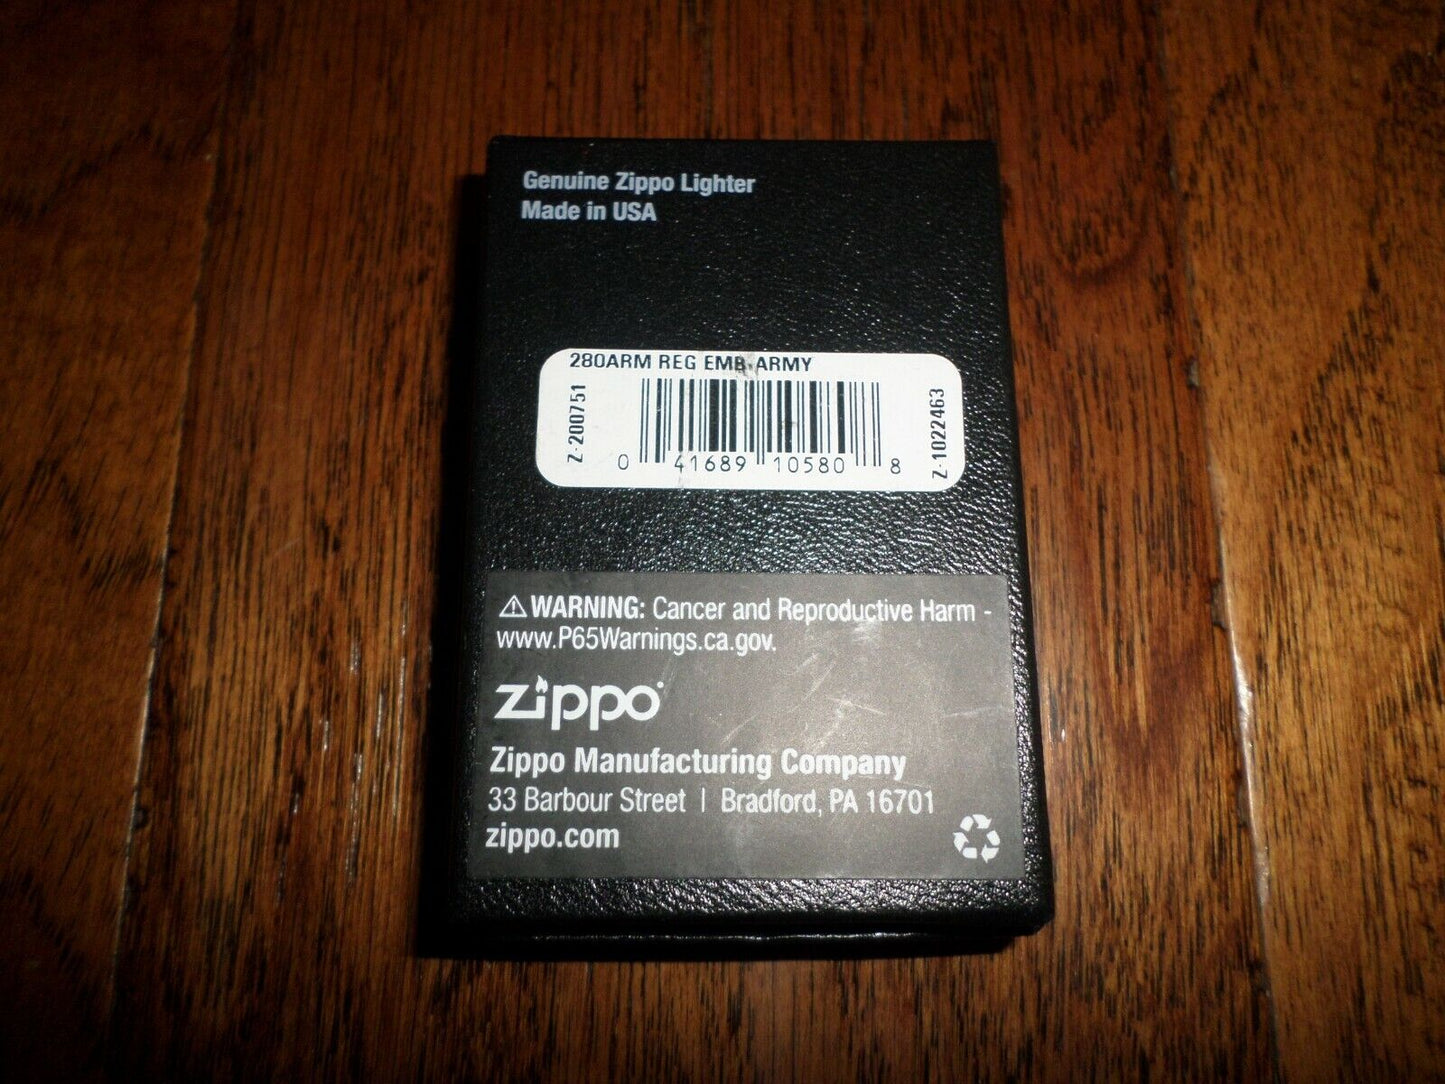 Genuine Zippo Lighter
Made in USA
280ARM REG EMB-ARMY
Z-200751
0 41689 10580 8
Z-1022463
⚠ WARNING: Cancer and Reproductive Harm -
www.P65Warnings.ca.gov.
zippo
Zippo Manufacturing Company
33 Barbour Street | Bradford, PA 16701
zippo.com